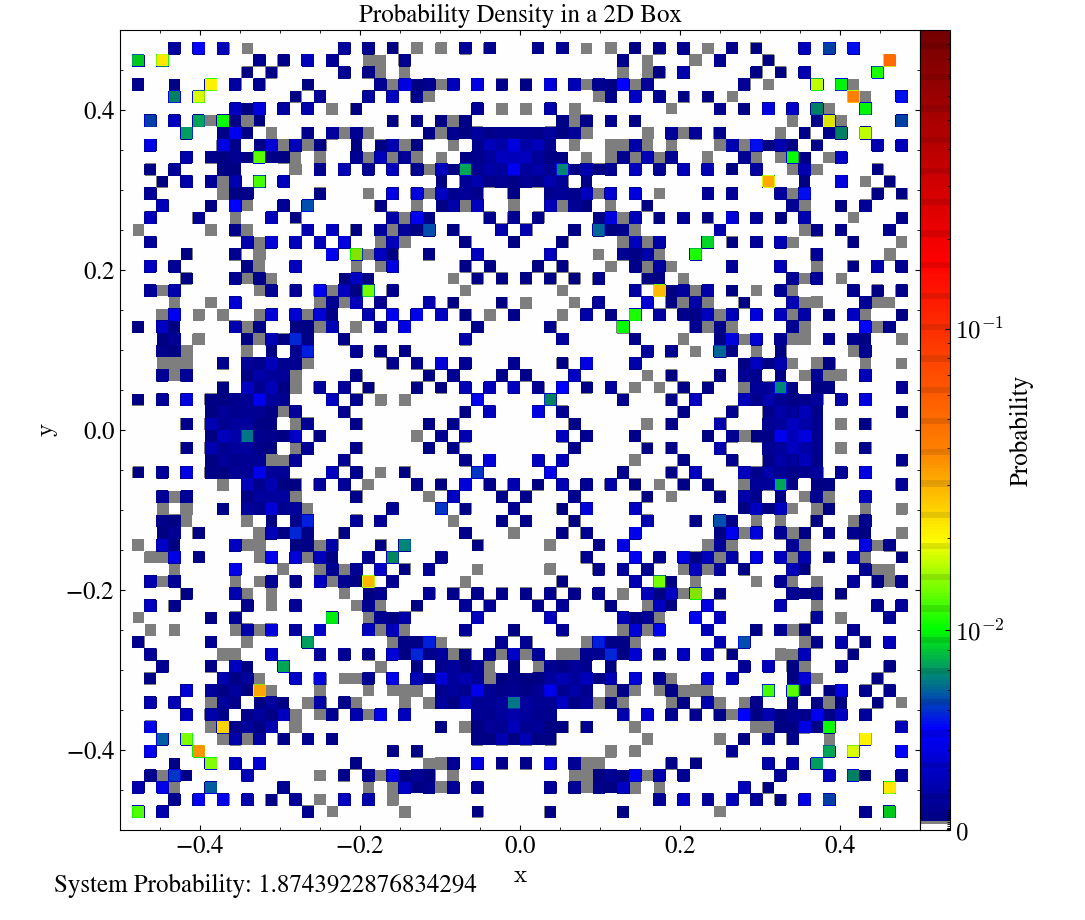 Probability Density in a 2D Box
0.4
0.2
0.0
−0.2
−0.4
y
−0.4 −0.2 0.0 0.2 0.4
x
10⁻¹
10⁻²
0
Probability
System Probability: 1.8743922876834294